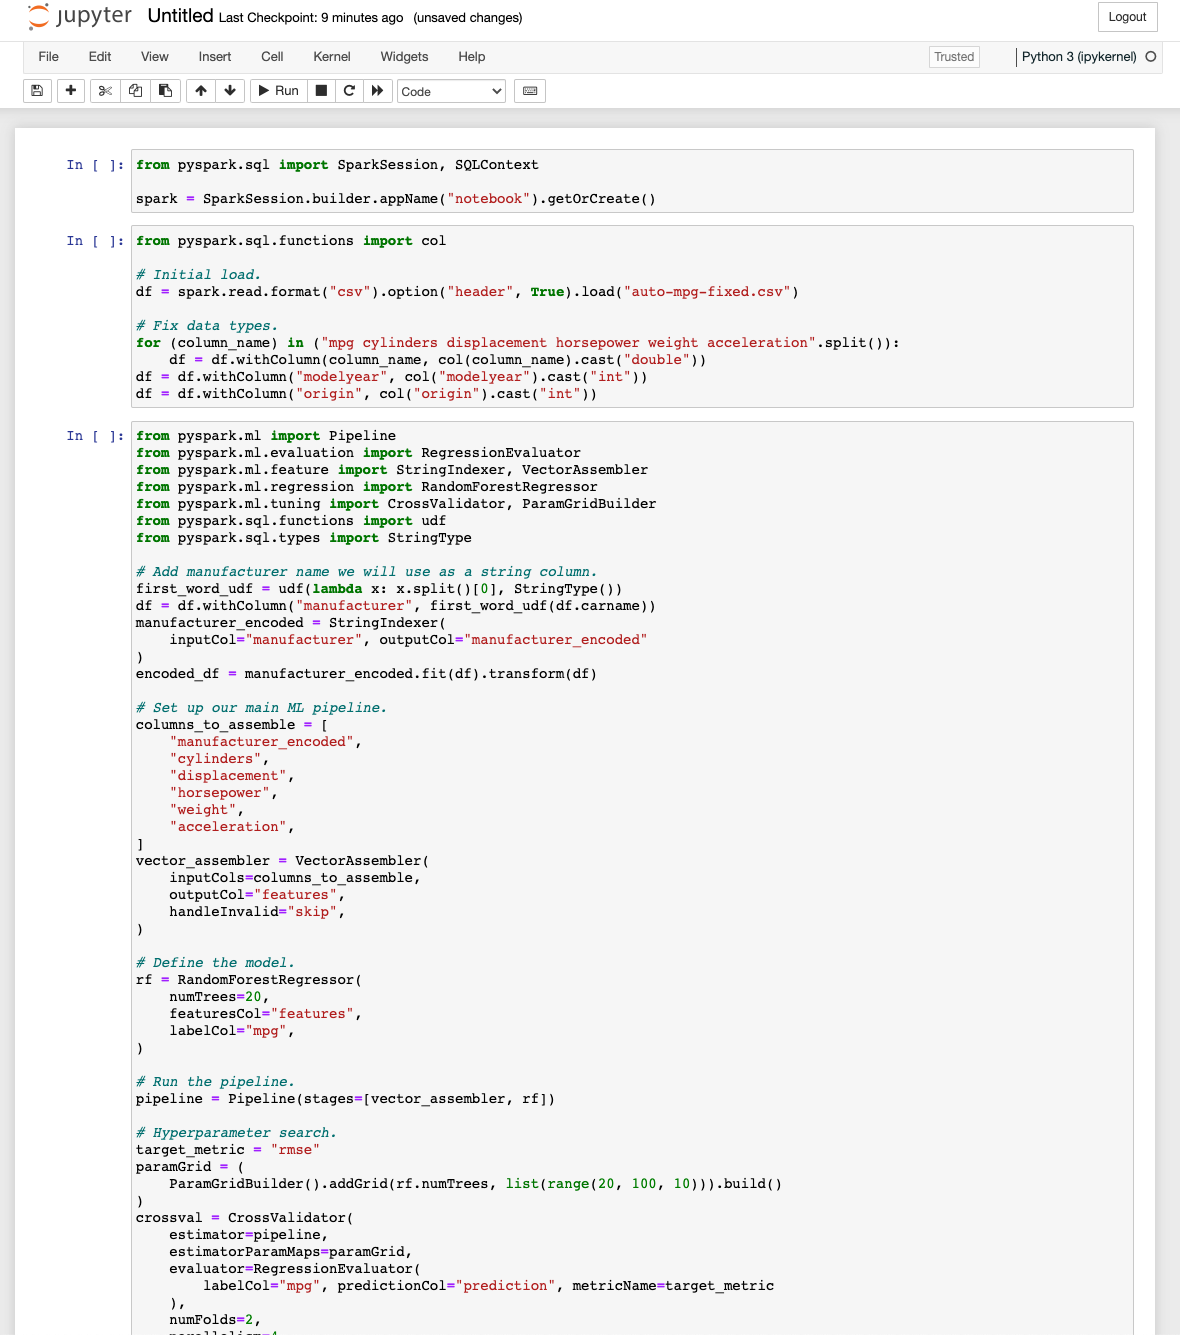 jupyter Untitled Last Checkpoint: 9 minutes ago (unsaved changes) Logout
File Edit View Insert Cell Kernel Widgets Help Trusted Python 3 (ipykernel)
Run Code
In [ ]: from pyspark.sql import SparkSession, SQLContext
spark = SparkSession.builder.appName("notebook").getOrCreate()
In [ ]: from pyspark.sql.functions import col
# Initial load.
df = spark.read.format("csv").option("header", True).load("auto-mpg-fixed.csv")
# Fix data types.
for (column_name) in ("mpg cylinders displacement horsepower weight acceleration".split()):
    df = df.withColumn(column_name, col(column_name).cast("double"))
df = df.withColumn("modelyear", col("modelyear").cast("int"))
df = df.withColumn("origin", col("origin").cast("int"))
In [ ]: from pyspark.ml import Pipeline
from pyspark.ml.evaluation import RegressionEvaluator
from pyspark.ml.feature import StringIndexer, VectorAssembler
from pyspark.ml.regression import RandomForestRegressor
from pyspark.ml.tuning import CrossValidator, ParamGridBuilder
from pyspark.sql.functions import udf
from pyspark.sql.types import StringType
# Add manufacturer name we will use as a string column.
first_word_udf = udf(lambda x: x.split()[0], StringType())
df = df.withColumn("manufacturer", first_word_udf(df.carname))
manufacturer_encoded = StringIndexer(
    inputCol="manufacturer", outputCol="manufacturer_encoded"
)
encoded_df = manufacturer_encoded.fit(df).transform(df)
# Set up our main ML pipeline.
columns_to_assemble = [
    "manufacturer_encoded",
    "cylinders",
    "displacement",
    "horsepower",
    "weight",
    "acceleration",
]
vector_assembler = VectorAssembler(
    inputCols=columns_to_assemble,
    outputCol="features",
    handleInvalid="skip",
)
# Define the model.
rf = RandomForestRegressor(
    numTrees=20,
    featuresCol="features",
    labelCol="mpg",
)
# Run the pipeline.
pipeline = Pipeline(stages=[vector_assembler, rf])
# Hyperparameter search.
target_metric = "rmse"
paramGrid = (
    ParamGridBuilder().addGrid(rf.numTrees, list(range(20, 100, 10))).build()
)
crossval = CrossValidator(
    estimator=pipeline,
    estimatorParamMaps=paramGrid,
    evaluator=RegressionEvaluator(
        labelCol="mpg", predictionCol="prediction", metricName=target_metric
    ),
    numFolds=2,